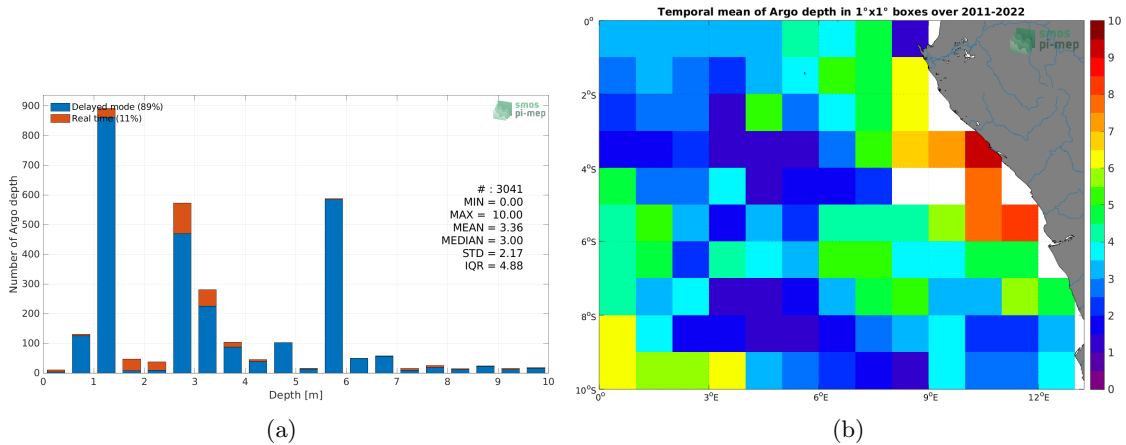 Delayed mode (89%)
Real time (11%)
smos
pi-mep
# : 3041
MIN = 0.00
MAX = 10.00
MEAN = 3.36
MEDIAN = 3.00
STD = 2.17
IQR = 4.88
Number of Argo depth
900
800
700
600
500
400
300
200
100
0
0 1 2 3 4 5 6 7 8 9 10
Depth [m]
(a)
Temporal mean of Argo depth in 1°x1° boxes over 2011-2022
smos
pi-mep
0°
2°S
4°S
6°S
8°S
10°S
0° 3°E 6°E 9°E 12°E
10
9
8
7
6
5
4
3
2
1
0
(b)